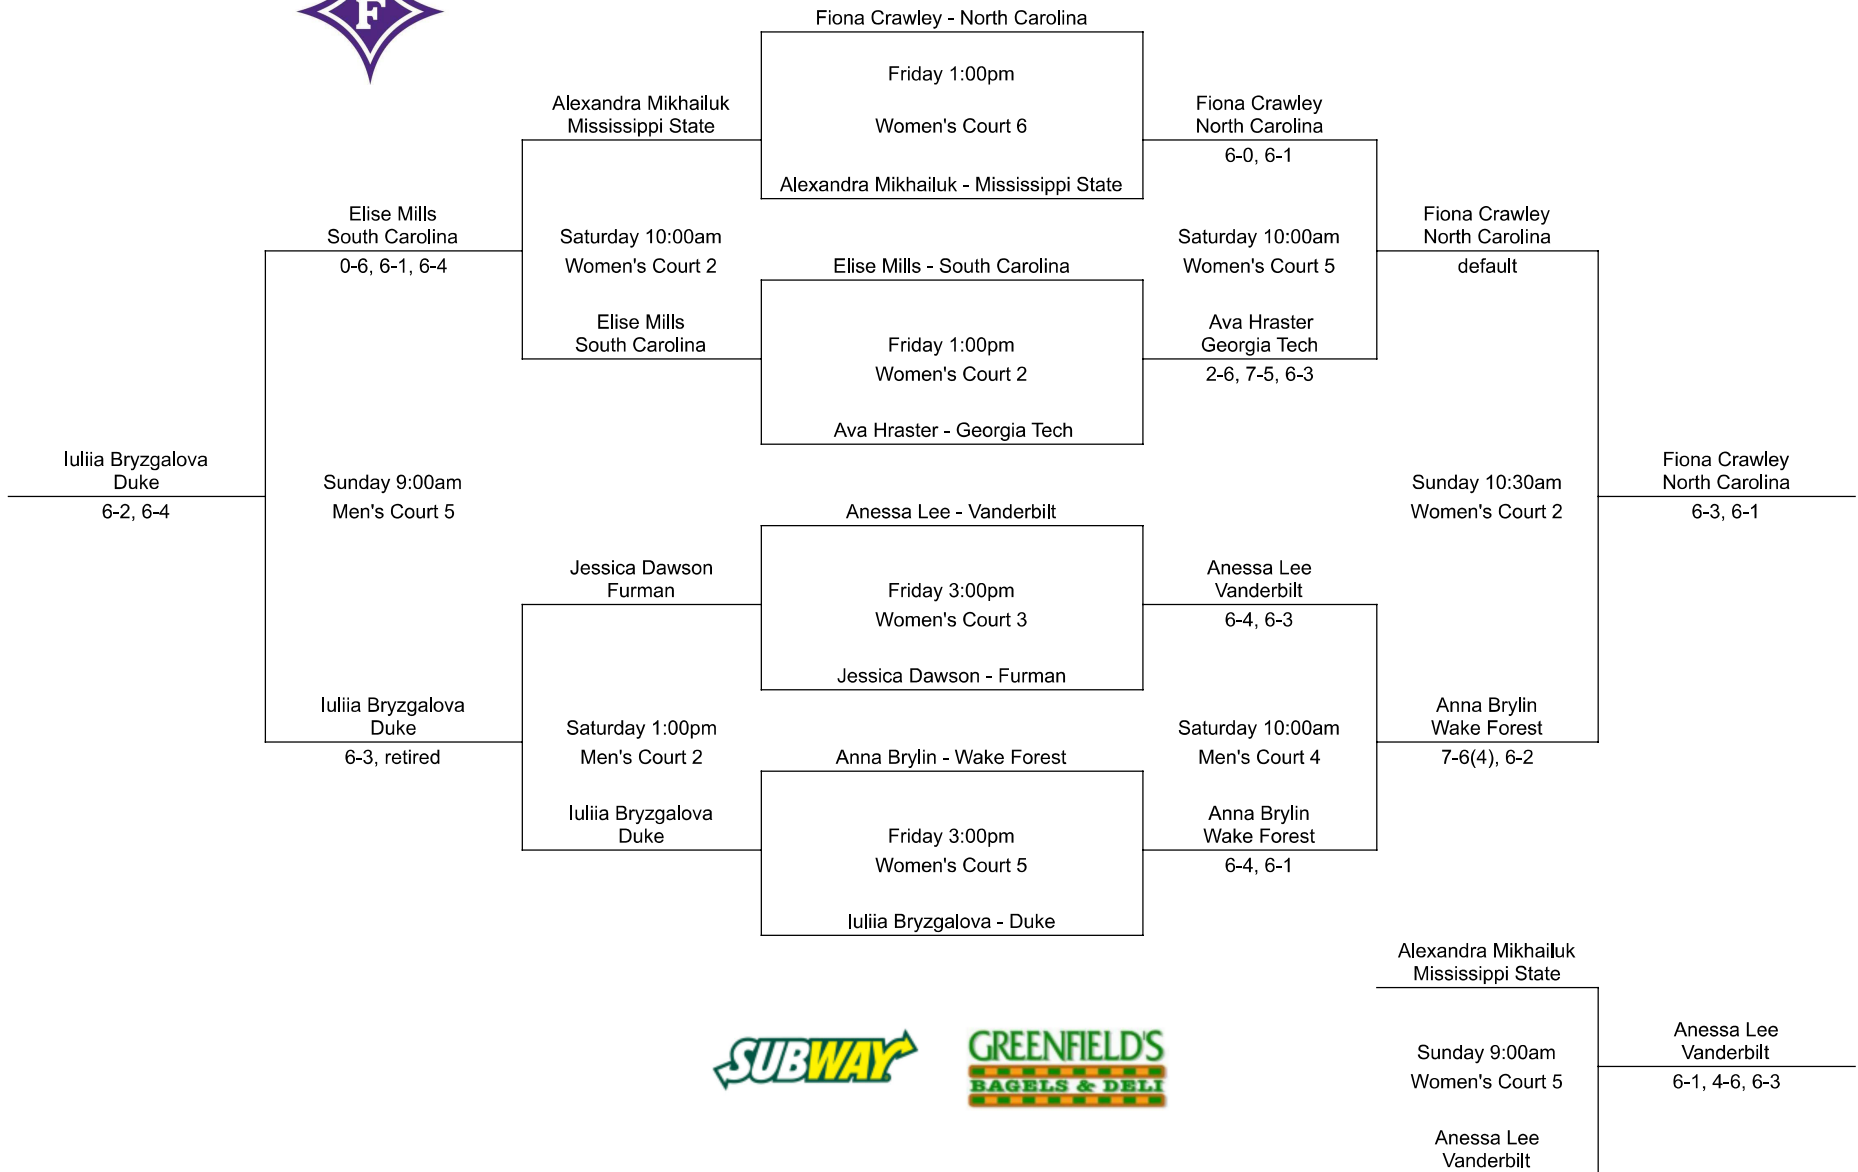 F
Fiona Crawley - North Carolina
Friday 1:00pm
Women's Court 6
Alexandra Mikhailuk - Mississippi State
Alexandra Mikhailuk
Mississippi State
Fiona Crawley
North Carolina
6-0, 6-1
Elise Mills
South Carolina
0-6, 6-1, 6-4
Saturday 10:00am
Women's Court 2
Elise Mills - South Carolina
Saturday 10:00am
Women's Court 5
Fiona Crawley
North Carolina
default
Elise Mills
South Carolina
Friday 1:00pm
Women's Court 2
Ava Hraster
Georgia Tech
2-6, 7-5, 6-3
Ava Hraster - Georgia Tech
Iuliia Bryzgalova
Duke
6-2, 6-4
Sunday 9:00am
Men's Court 5
Anessa Lee - Vanderbilt
Sunday 10:30am
Women's Court 2
Fiona Crawley
North Carolina
6-3, 6-1
Jessica Dawson
Furman
Friday 3:00pm
Women's Court 3
Anessa Lee
Vanderbilt
6-4, 6-3
Jessica Dawson - Furman
Iuliia Bryzgalova
Duke
6-3, retired
Saturday 1:00pm
Men's Court 2
Anna Brylin - Wake Forest
Saturday 10:00am
Men's Court 4
Anna Brylin
Wake Forest
7-6(4), 6-2
Iuliia Bryzgalova
Duke
Friday 3:00pm
Women's Court 5
Anna Brylin
Wake Forest
6-4, 6-1
Iuliia Bryzgalova - Duke
Alexandra Mikhailuk
Mississippi State
SUBWAY
GREENFIELD'S
BAGELS & DELI
Sunday 9:00am
Women's Court 5
Anessa Lee
Vanderbilt
6-1, 4-6, 6-3
Anessa Lee
Vanderbilt